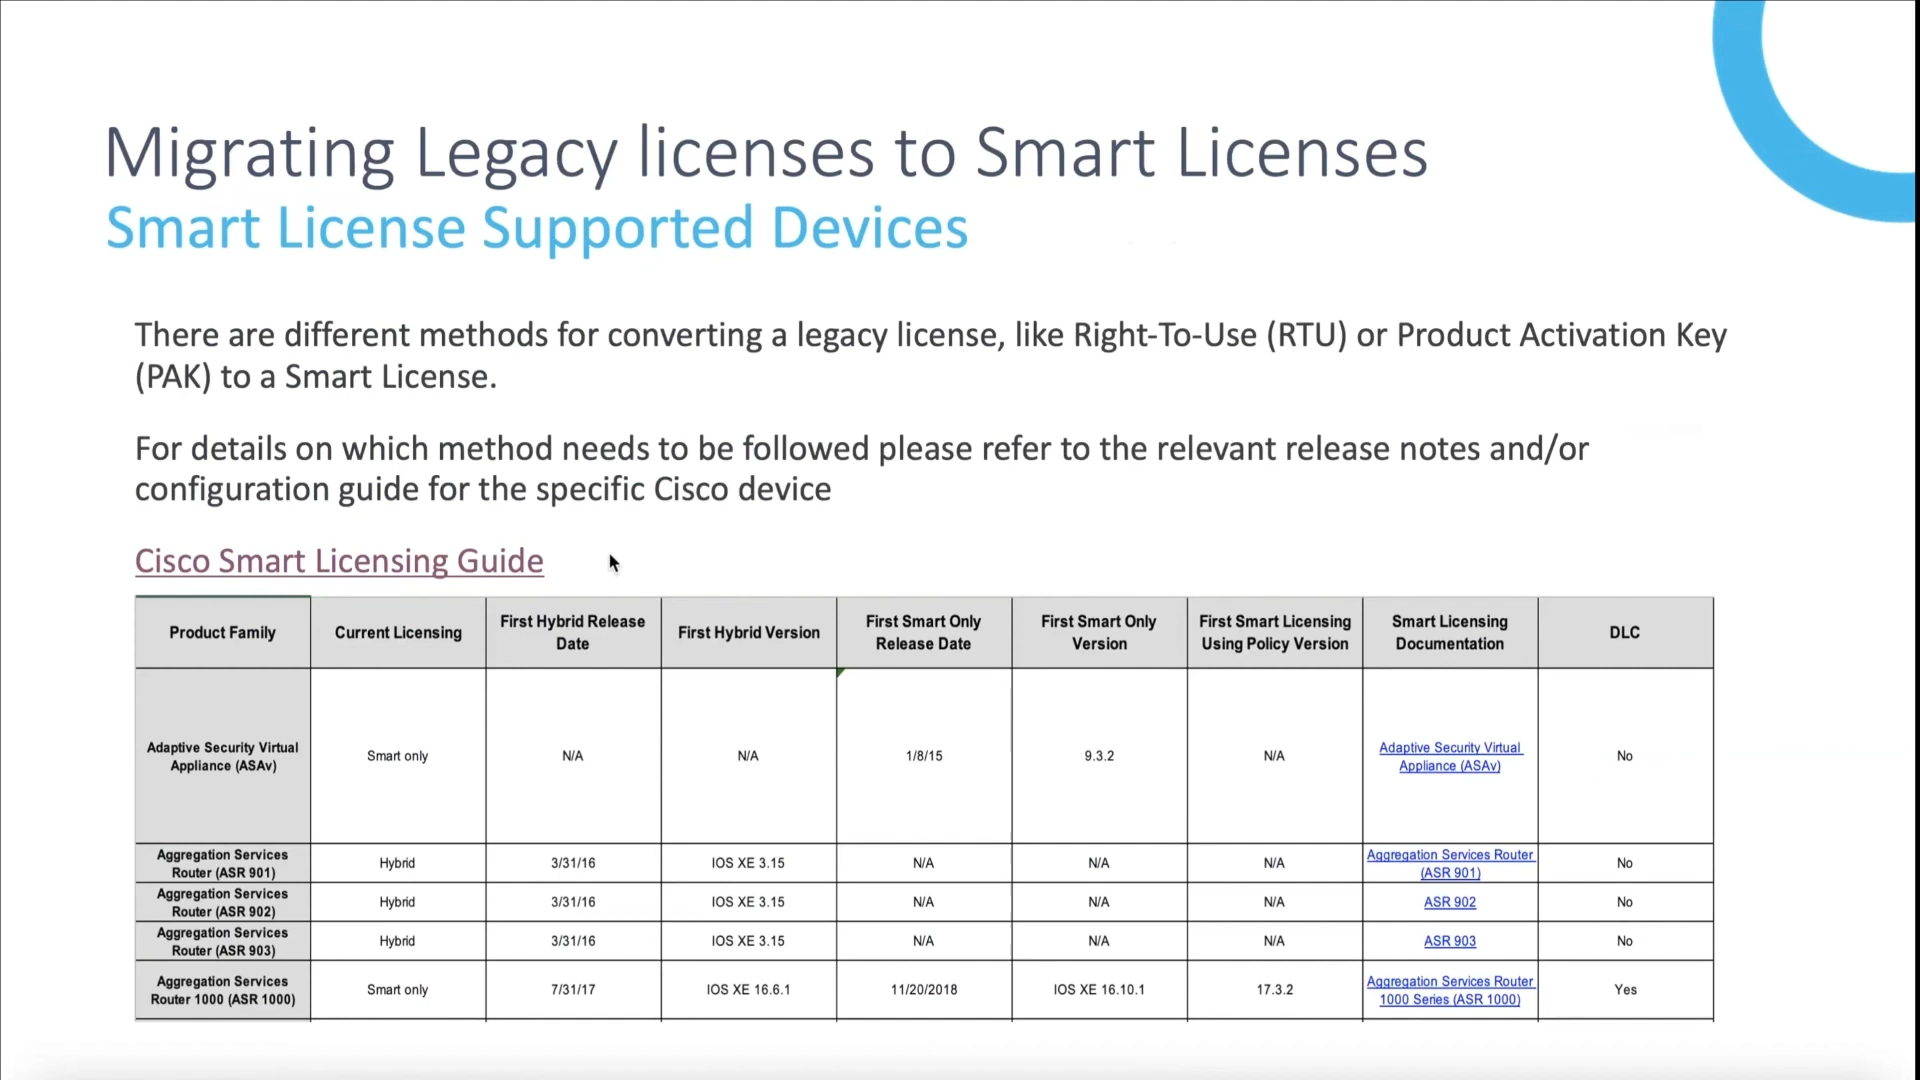 Migrating Legacy licenses to Smart Licenses
Smart License Supported Devices
There are different methods for converting a legacy license, like Right-To-Use (RTU) or Product Activation Key
(PAK) to a Smart License.
For details on which method needs to be followed please refer to the relevant release notes and/or
configuration guide for the specific Cisco device
Cisco Smart Licensing Guide
Product Family
Current Licensing
First Hybrid Release
Date
First Hybrid Version
First Smart Only
Release Date
First Smart Only
Version
First Smart Licensing
Using Policy Version
Smart Licensing
Documentation
DLC
Adaptive Security Virtual
Appliance (ASAv)
Smart only
N/A
N/A
1/8/15
9.3.2
N/A
Adaptive Security Virtual
Appliance (ASAv)
No
Aggregation Services
Router (ASR 901)
Hybrid
3/31/16
IOS XE 3.15
N/A
N/A
N/A
Aggregation Services Router
(ASR 901)
No
Aggregation Services
Router (ASR 902)
Hybrid
3/31/16
IOS XE 3.15
N/A
N/A
N/A
ASR 902
No
Aggregation Services
Router (ASR 903)
Hybrid
3/31/16
IOS XE 3.15
N/A
N/A
N/A
ASR 903
No
Aggregation Services
Router 1000 (ASR 1000)
Smart only
7/31/17
IOS XE 16.6.1
11/20/2018
IOS XE 16.10.1
17.3.2
Aggregation Services Router
1000 Series (ASR 1000)
Yes